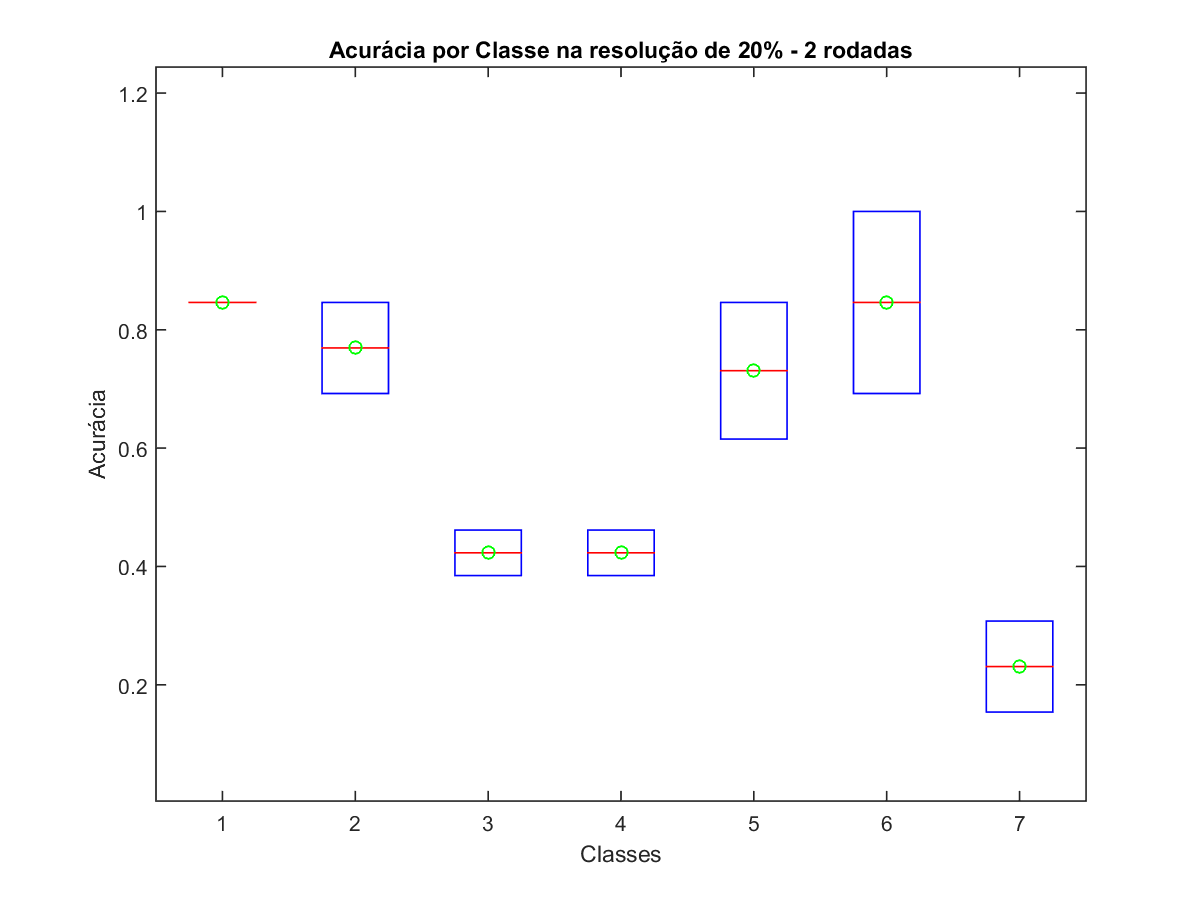 Acurácia por Classe na resolução de 20% - 2 rodadas
1.2
1
0.8
0.6
0.4
0.2
Acurácia
1 2 3 4 5 6 7
Classes